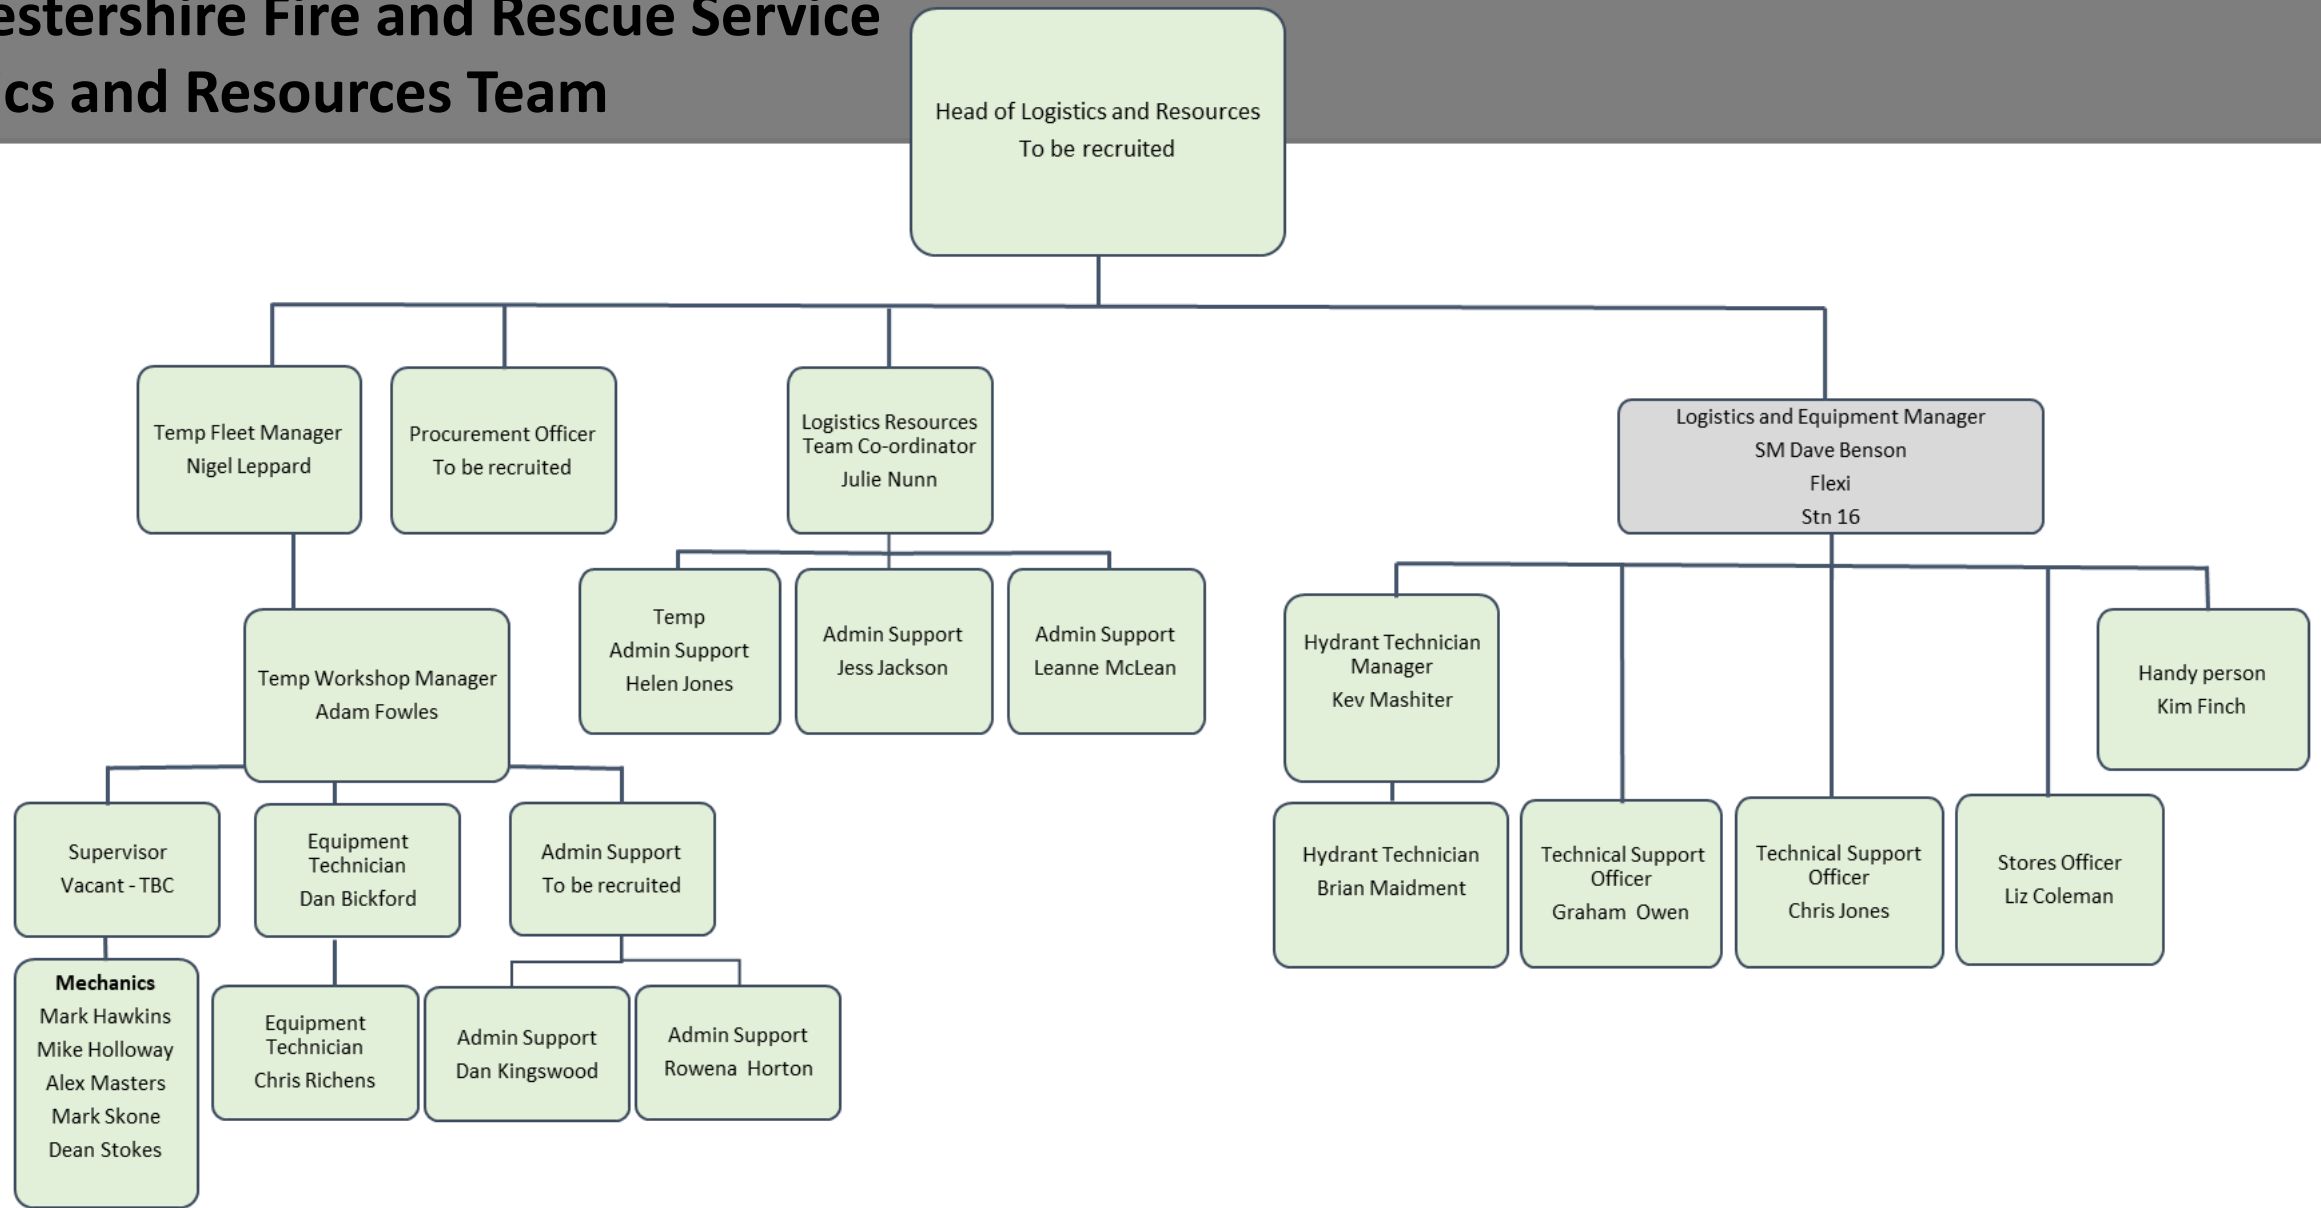 estershire Fire and Rescue Service
cs and Resources Team
Head of Logistics and Resources
To be recruited
Temp Fleet Manager
Nigel Leppard
Procurement Officer
To be recruited
Logistics Resources
Team Co-ordinator
Julie Nunn
Logistics and Equipment Manager
SM Dave Benson
Flexi
Stn 16
Temp Workshop Manager
Adam Fowles
Temp
Admin Support
Helen Jones
Admin Support
Jess Jackson
Admin Support
Leanne McLean
Hydrant Technician
Manager
Kev Mashiter
Handy person
Kim Finch
Supervisor
Vacant - TBC
Equipment
Technician
Dan Bickford
Admin Support
To be recruited
Hydrant Technician
Brian Maidment
Technical Support
Officer
Graham Owen
Technical Support
Officer
Chris Jones
Stores Officer
Liz Coleman
Mechanics
Mark Hawkins
Mike Holloway
Alex Masters
Mark Skone
Dean Stokes
Equipment
Technician
Chris Richens
Admin Support
Dan Kingswood
Admin Support
Rowena Horton